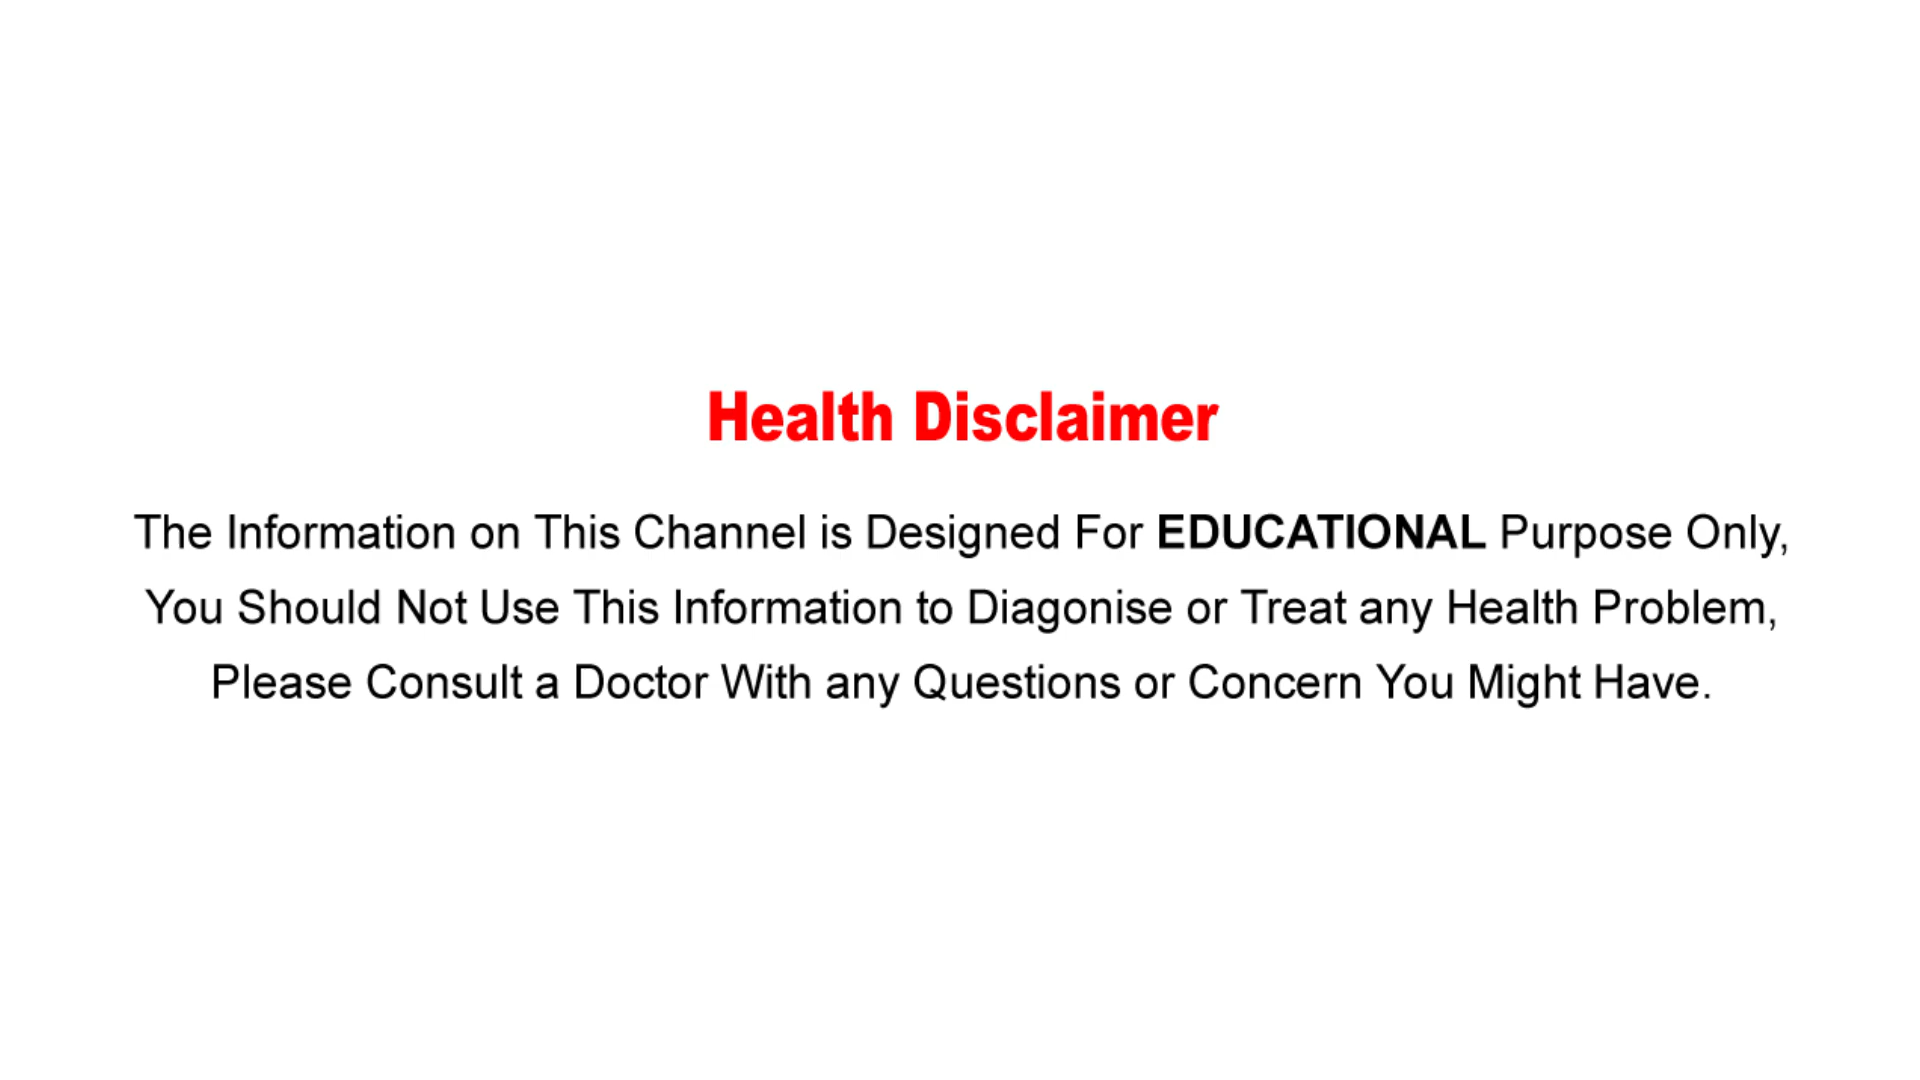 Health Disclaimer
The Information on This Channel is Designed For EDUCATIONAL Purpose Only,
You Should Not Use This Information to Diagonise or Treat any Health Problem,
Please Consult a Doctor With any Questions or Concern You Might Have.